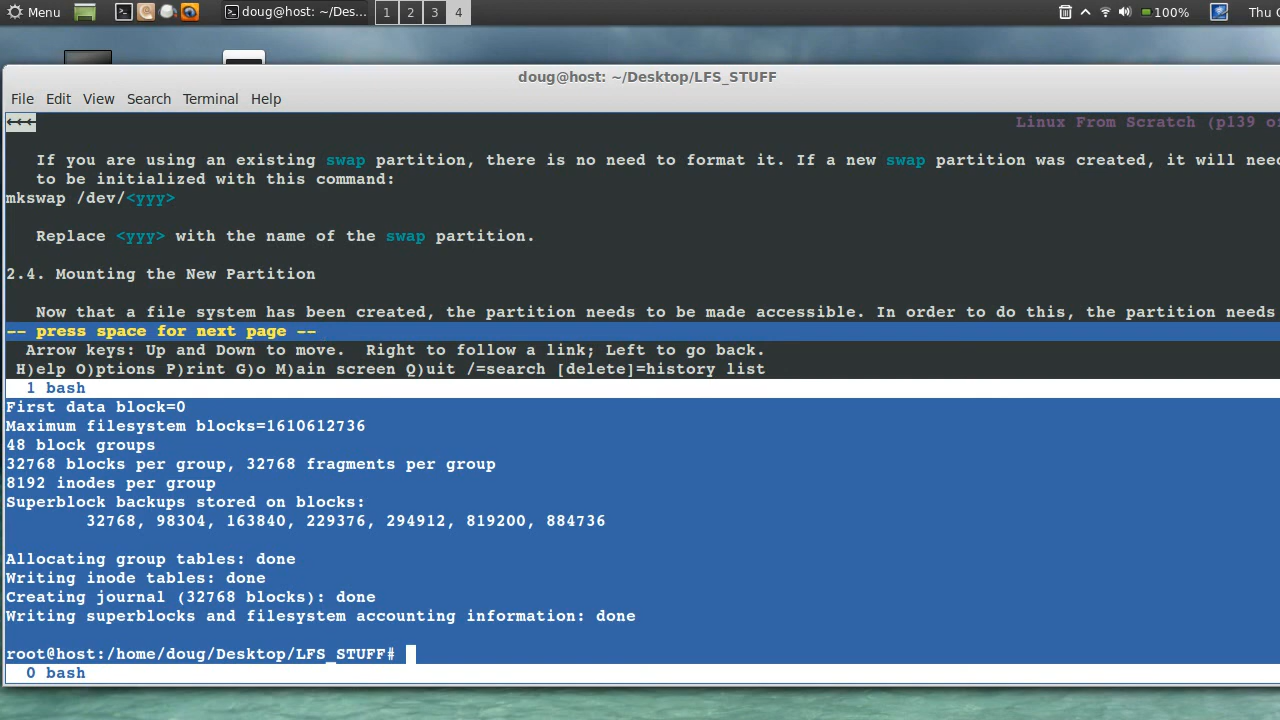 Menu
doug@host: ~/Des...
1 2 3 4
100%
Thu
doug@host: ~/Desktop/LFS_STUFF
File Edit View Search Terminal Help
<<<
Linux From Scratch (p139 o
If you are using an existing swap partition, there is no need to format it. If a new swap partition was created, it will nee
to be initialized with this command:
mkswap /dev/<yyy>
Replace <yyy> with the name of the swap partition.
2.4. Mounting the New Partition
Now that a file system has been created, the partition needs to be made accessible. In order to do this, the partition needs
-- press space for next page --
Arrow keys: Up and Down to move.  Right to follow a link; Left to go back.
H)elp O)ptions P)rint G)o M)ain screen Q)uit /=search [delete]=history list
1 bash
First data block=0
Maximum filesystem blocks=1610612736
48 block groups
32768 blocks per group, 32768 fragments per group
8192 inodes per group
Superblock backups stored on blocks:
32768, 98304, 163840, 229376, 294912, 819200, 884736
Allocating group tables: done
Writing inode tables: done
Creating journal (32768 blocks): done
Writing superblocks and filesystem accounting information: done
root@host:/home/doug/Desktop/LFS_STUFF#
0 bash